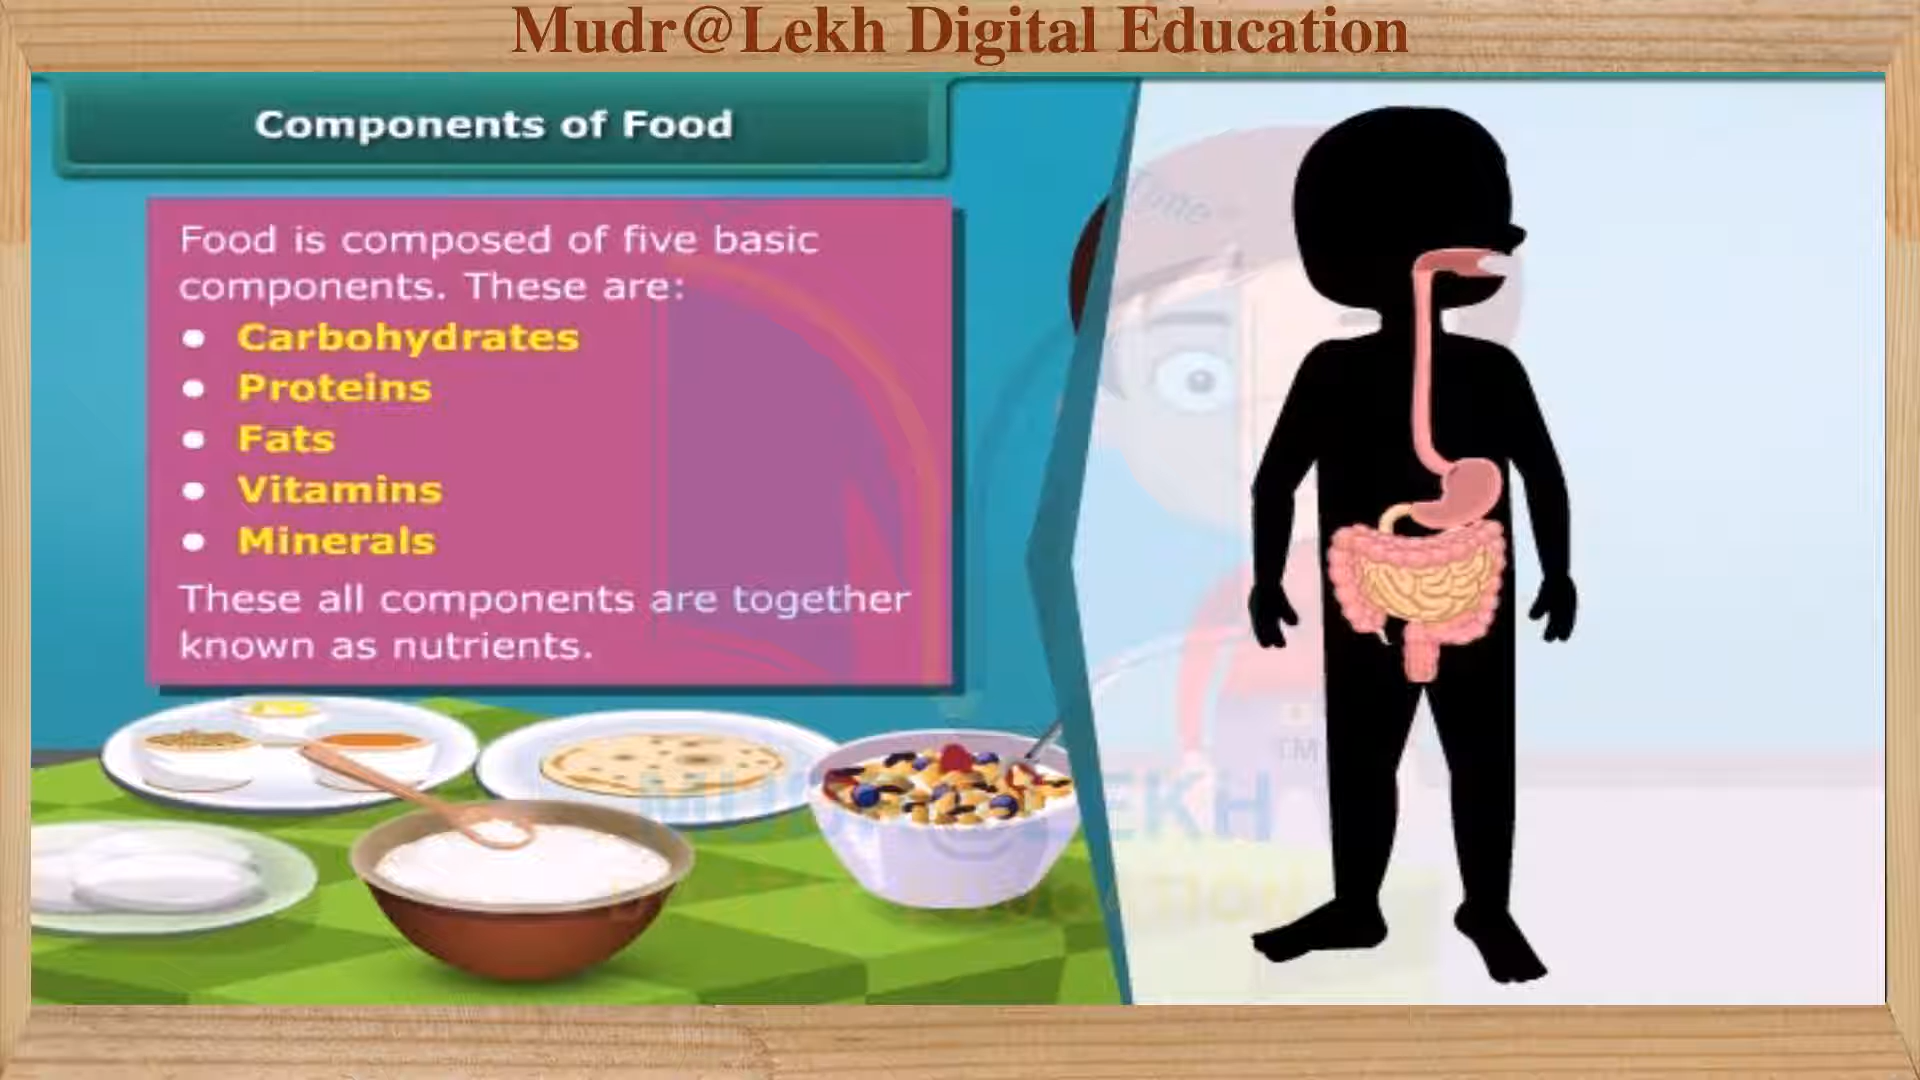 Mudr@Lekh Digital Education
Components of Food
Food is composed of five basic
components. These are:
● Carbohydrates
● Proteins
● Fats
● Vitamins
● Minerals
These all components are together
known as nutrients.
TM